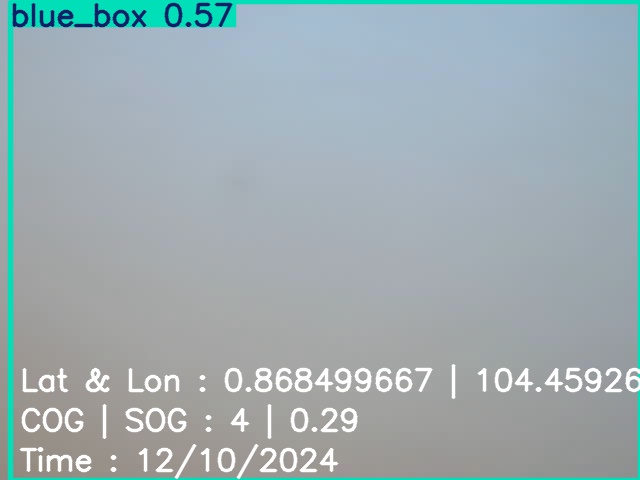 blue_box 0.57
Lat & Lon : 0.868499667 | 104.45926
COG | SOG : 4 | 0.29
Time : 12/10/2024